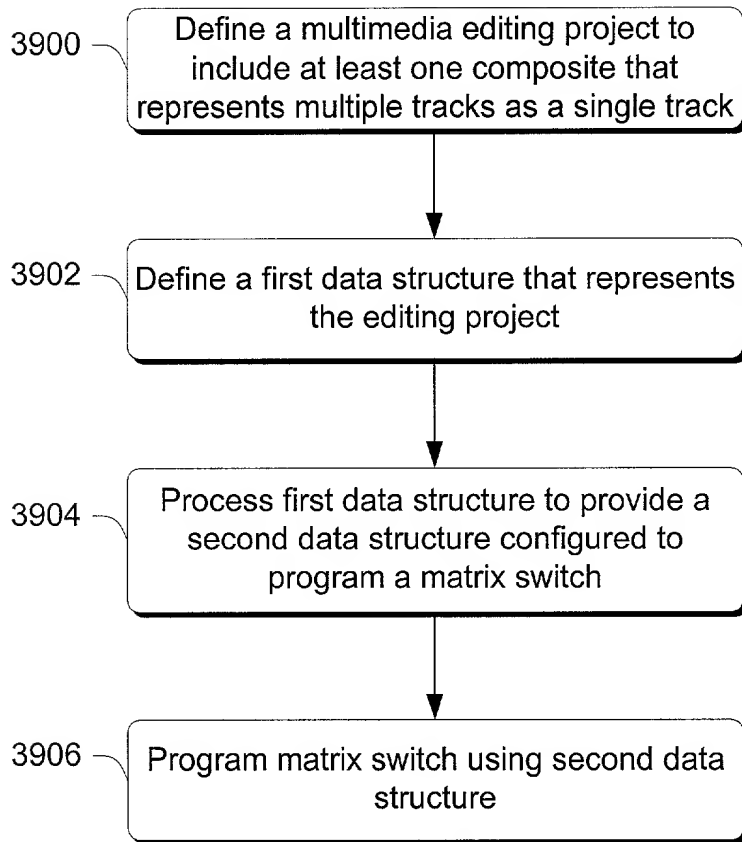 3900
Define a multimedia editing project to
include at least one composite that
represents multiple tracks as a single track
3902
Define a first data structure that represents
the editing project
3904
Process first data structure to provide a
second data structure configured to
program a matrix switch
3906
Program matrix switch using second data
structure